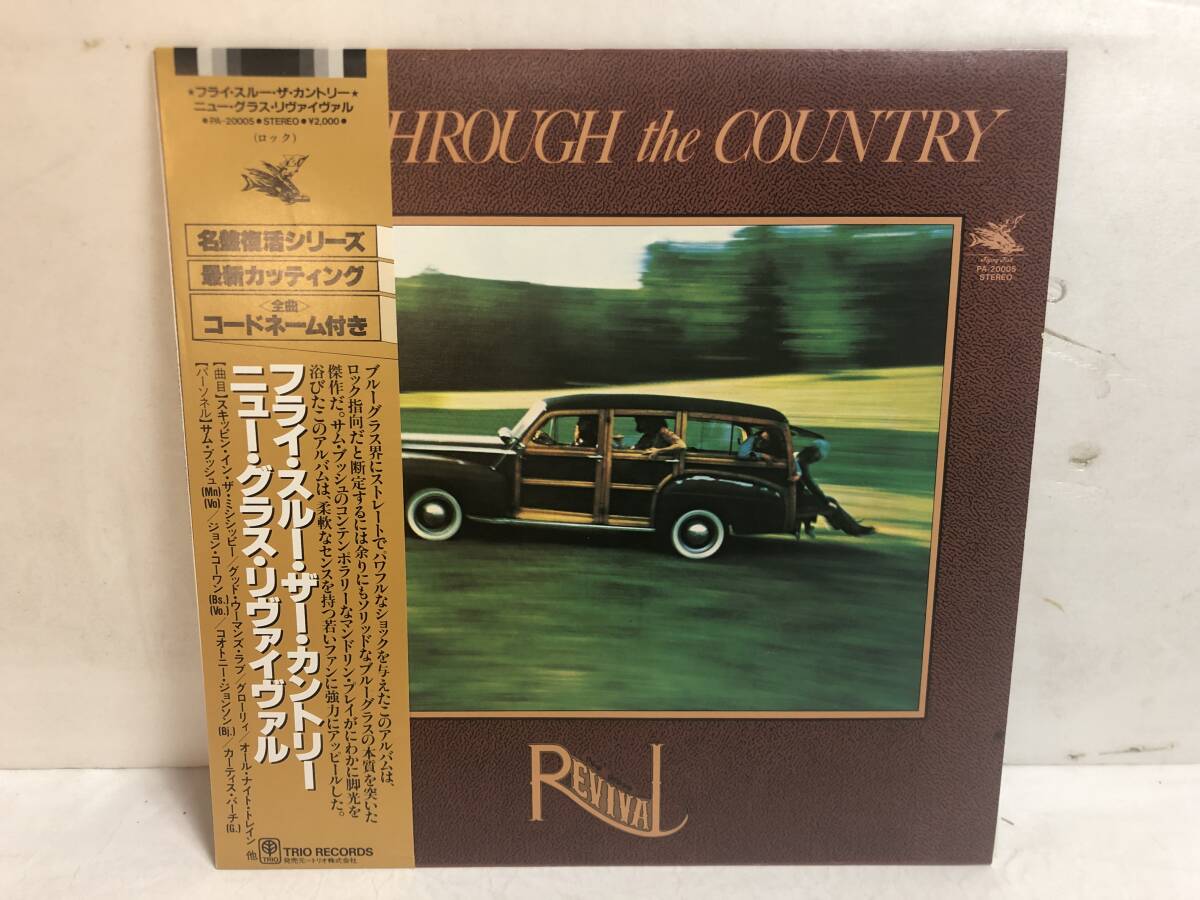 ★フライ・スルー・ザ・カントリー★
ニュー・グラス・リヴァイヴァル
●PA-20005●STEREO●¥2,000●
(ロック)
名盤復活シリーズ
最新カッティング
〈全曲〉
コードネーム付き
ブルーグラス界にストレートで、パワフルなショックを与えたこのアルバムは、
ロック指向だと断定するには余りにもソリッドなブルーグラスの本質を突いた
傑作だ。サム・ブッシュのコンテンポラリーなマンドリン・プレイがにわかに脚光を
浴びたこのアルバムは、柔軟なセンスを持つ若いファンに強力にアッピールした。
フライ・スルー・ザー・カントリー
ニュー・グラス・リヴァイヴァル
【曲目】スキッピン・イン・ザ・ミシシッピー/グッド・ウーマンズ・ラブ/グローリィ/オール・ナイト・トレイン 他
【パーソネル】サム・ブッシュ(Mn)(Vo)/ジョン・コーワン(Bs.)(Vo.)/コオトニー・ジョンソン(Bj.)/カーティス・バーチ(G.)
TRIO
TRIO RECORDS
発売元―トリオ株式会社
HROUGH the COUNTRY
Flying Fish
PA-20005
STEREO
REVIVAL